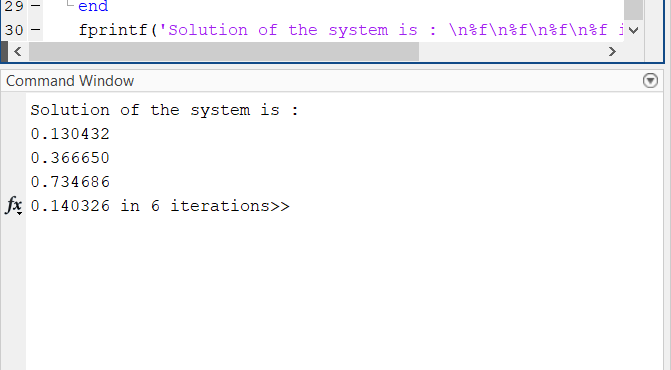 29 – end
30 – fprintf('Solution of the system is : \n%f\n%f\n%f\n%f i
Command Window
Solution of the system is :
0.130432
0.366650
0.734686
fx 0.140326 in 6 iterations>>